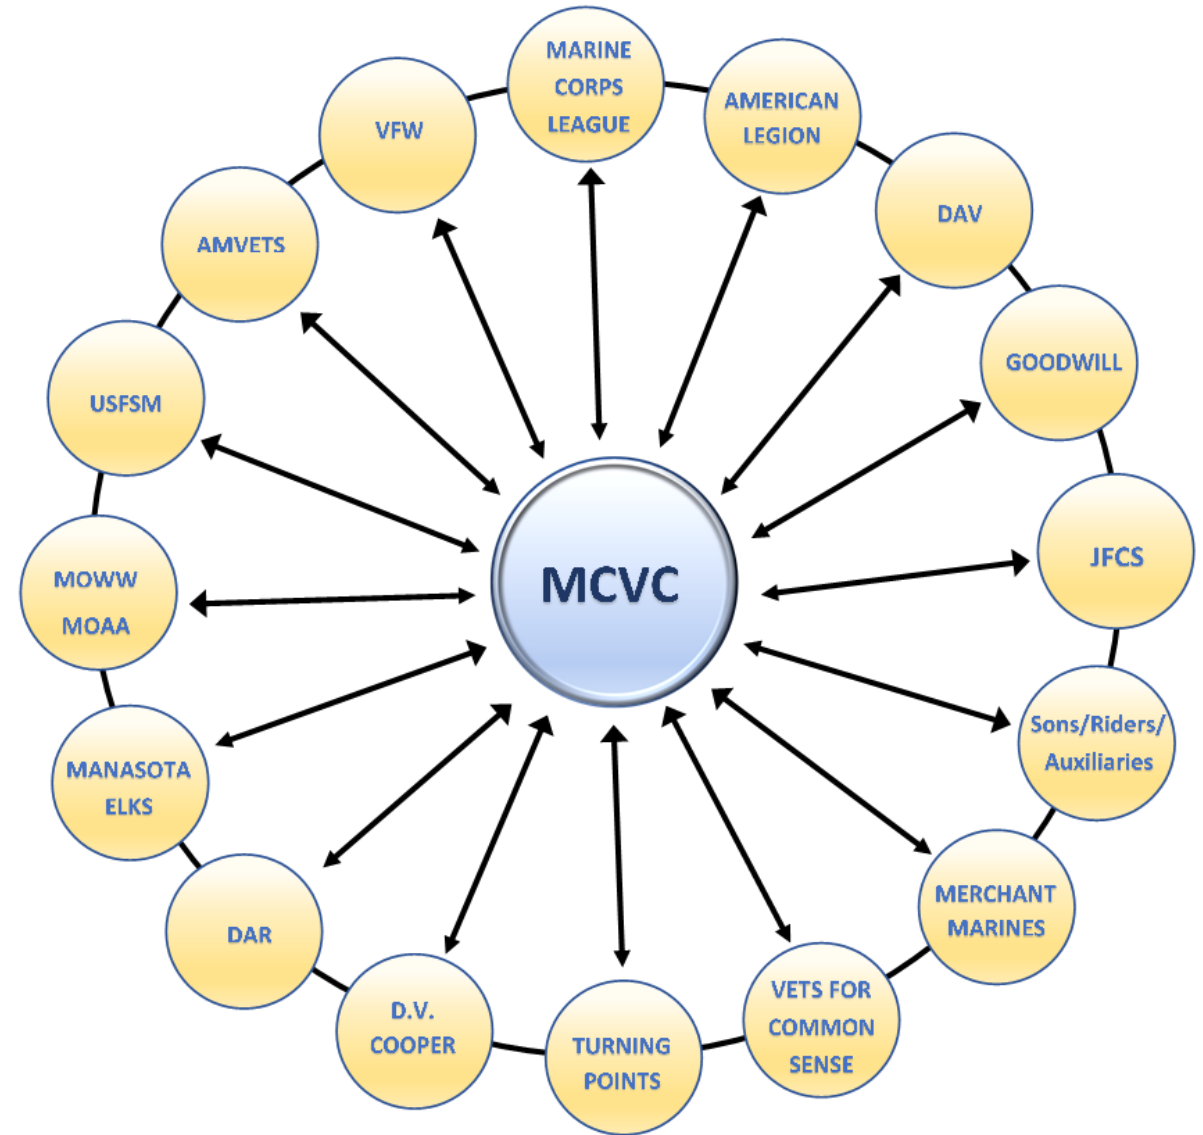 MARINE
CORPS
LEAGUE
AMERICAN
LEGION
DAV
GOODWILL
JFCS
Sons/Riders/
Auxiliaries
MERCHANT
MARINES
VETS FOR
COMMON
SENSE
TURNING
POINTS
D.V.
COOPER
DAR
MANASOTA
ELKS
MOWW
MOAA
USFSM
AMVETS
VFW
MCVC